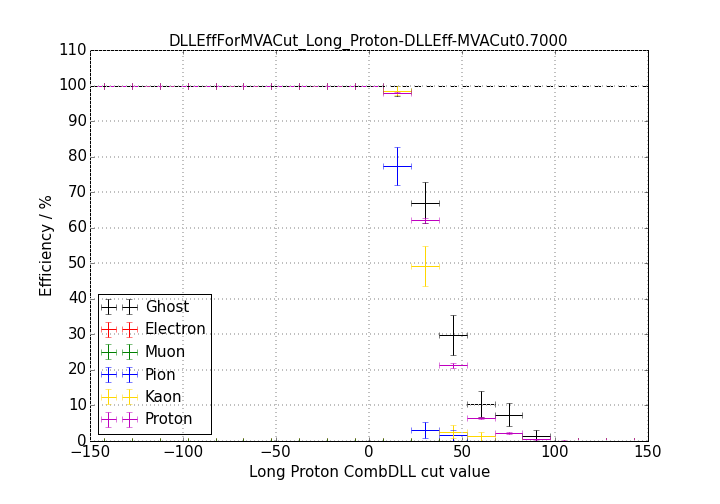 DLLEffForMVACut_Long_Proton-DLLEff-MVACut0.7000
110
100
90
80
70
60
50
40
30
20
10
0
Efficiency / %
Ghost
Electron
Muon
Pion
Kaon
Proton
−150 −100 −50 0 50 100 150
Long Proton CombDLL cut value